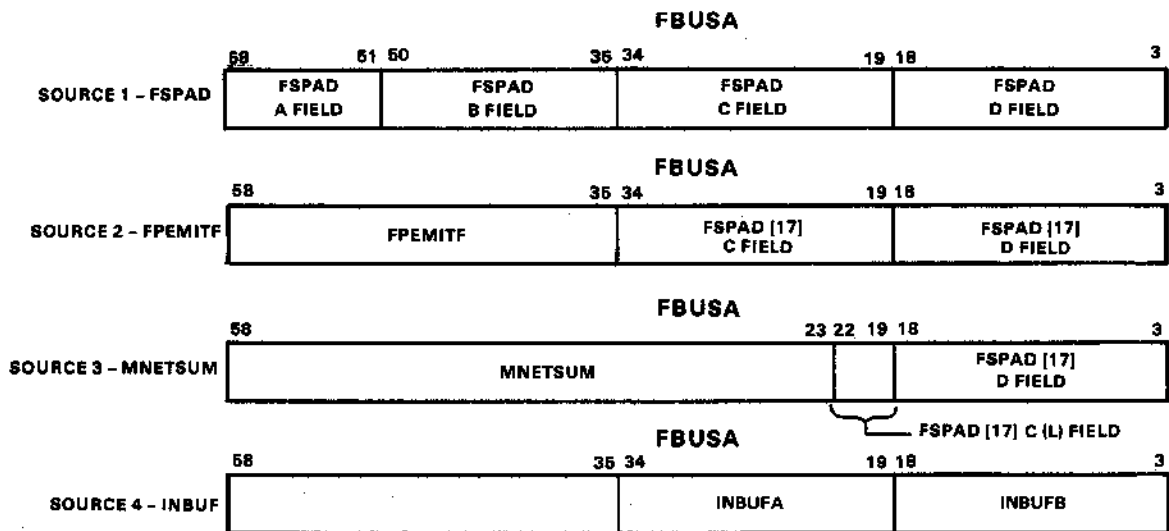 FBUSA
59 51 50 35 34 19 18 3
SOURCE 1 – FSPAD
FSPAD A FIELD
FSPAD B FIELD
FSPAD C FIELD
FSPAD D FIELD
FBUSA
58 35 34 19 18 3
SOURCE 2 – FPEMITF
FPEMITF
FSPAD [17] C FIELD
FSPAD [17] D FIELD
FBUSA
58 23 22 19 18 3
SOURCE 3 – MNETSUM
MNETSUM
FSPAD [17] D FIELD
FSPAD [17] C (L) FIELD
FBUSA
58 35 34 19 18 3
SOURCE 4 – INBUF
INBUFA
INBUFB